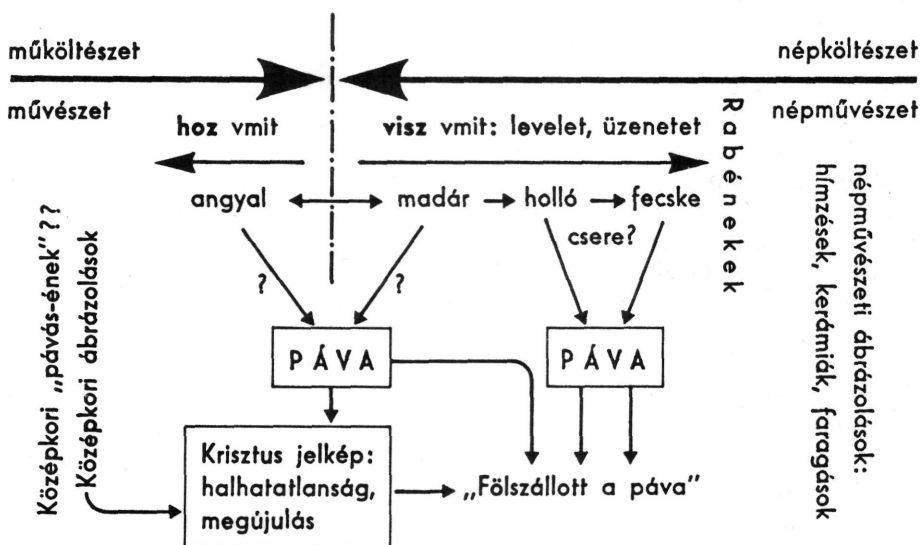 műköltészet
népköltészet
művészet
népművészet
hoz vmit
visz vmit: levelet, üzenetet
angyal
madár
holló
fecske
csere?
?
?
Rabénekek
PÁVA
PÁVA
Krisztus jelkép:
halhatatlanság,
megújulás
„Fölszállott a páva”
Középkori „pávás-ének”??
Középkori ábrázolások
népművészeti ábrázolások:
hímzések, kerámiák, faragások